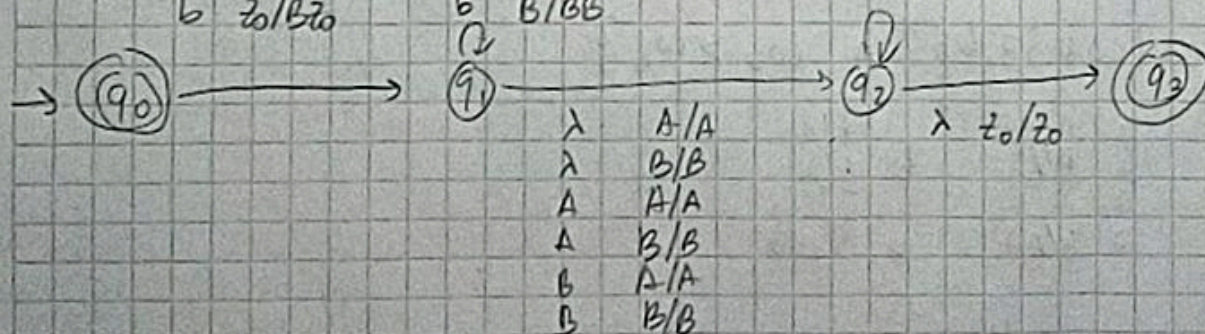 b z0/Bz0 b B/BB
q0 q1 q2 q3
λ A/A λ z0/z0
λ B/B
A A/A
A B/B
B A/A
B B/B